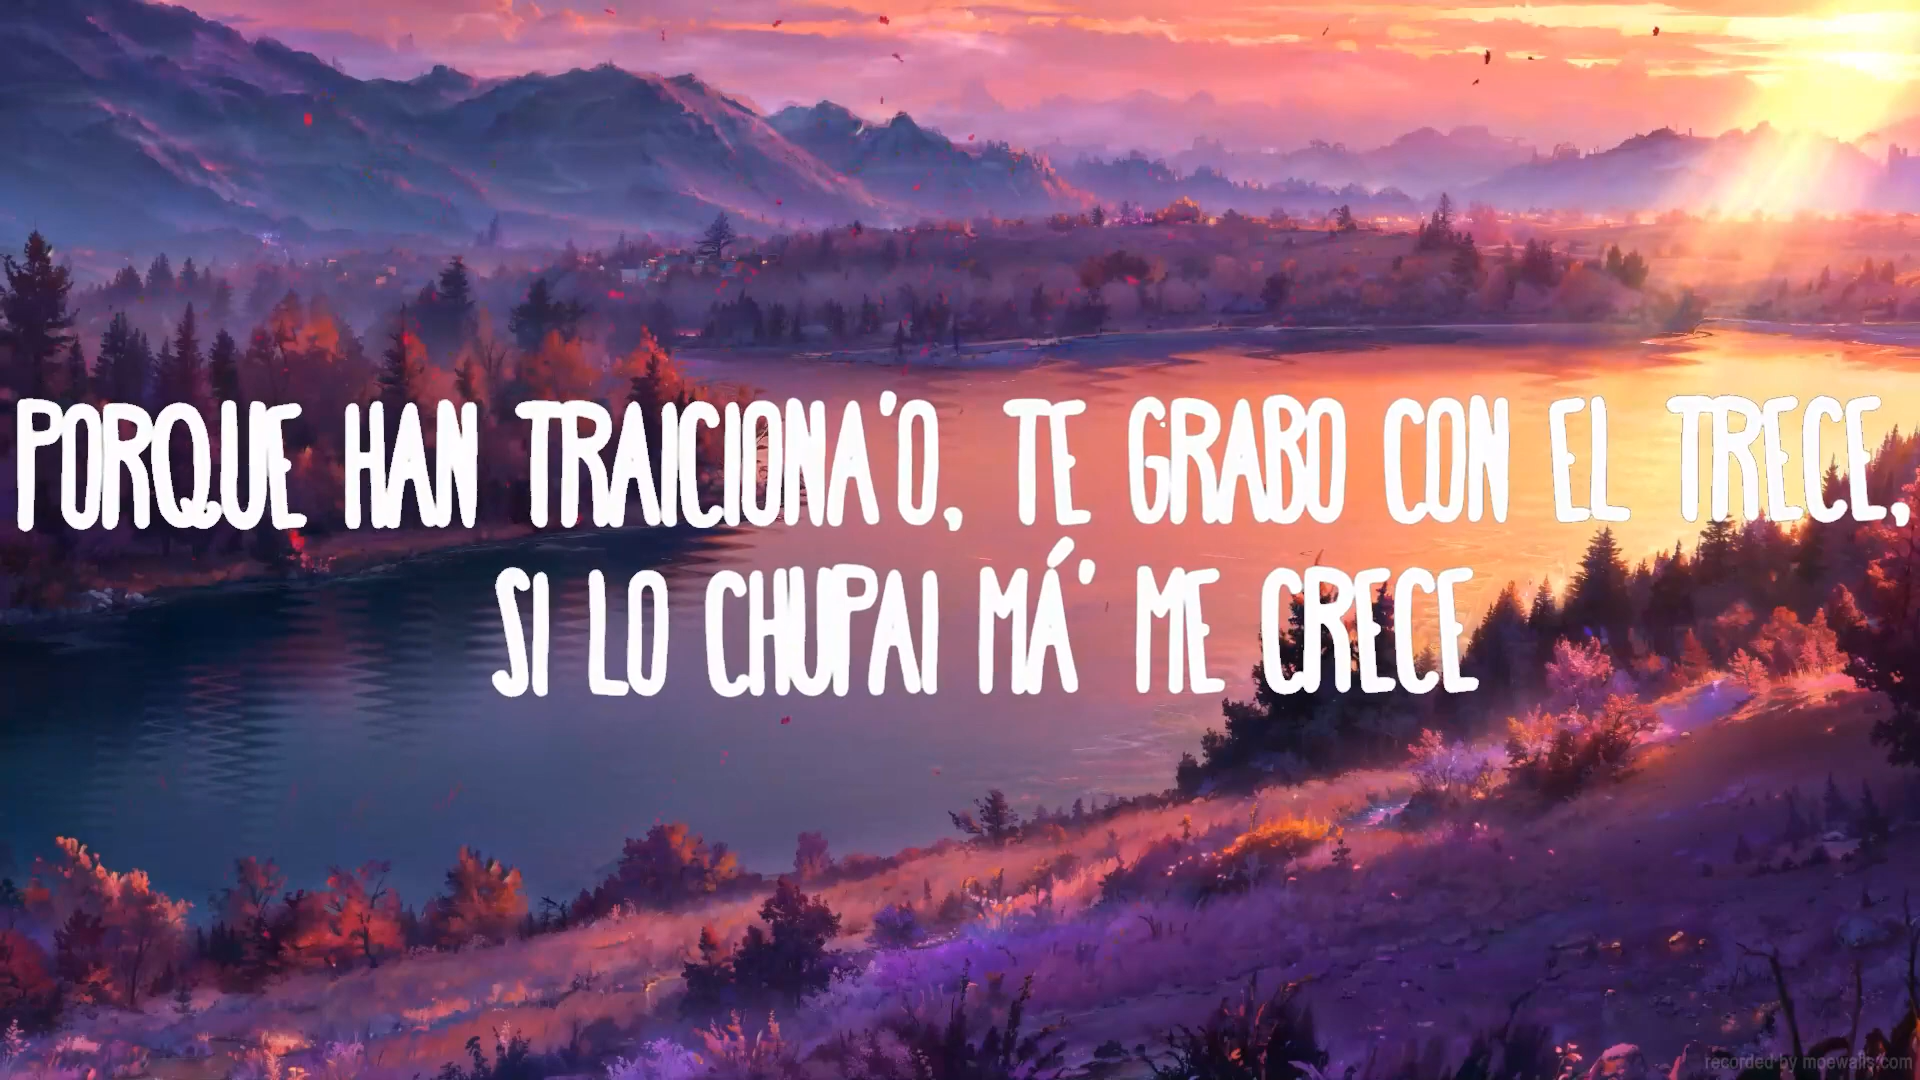 PORQUE HAN TRAICIONA'O, TE GRABO CON EL TRECE,
SI LO CHUPAI MÁ' ME CRECE
recorded by moewalls.com